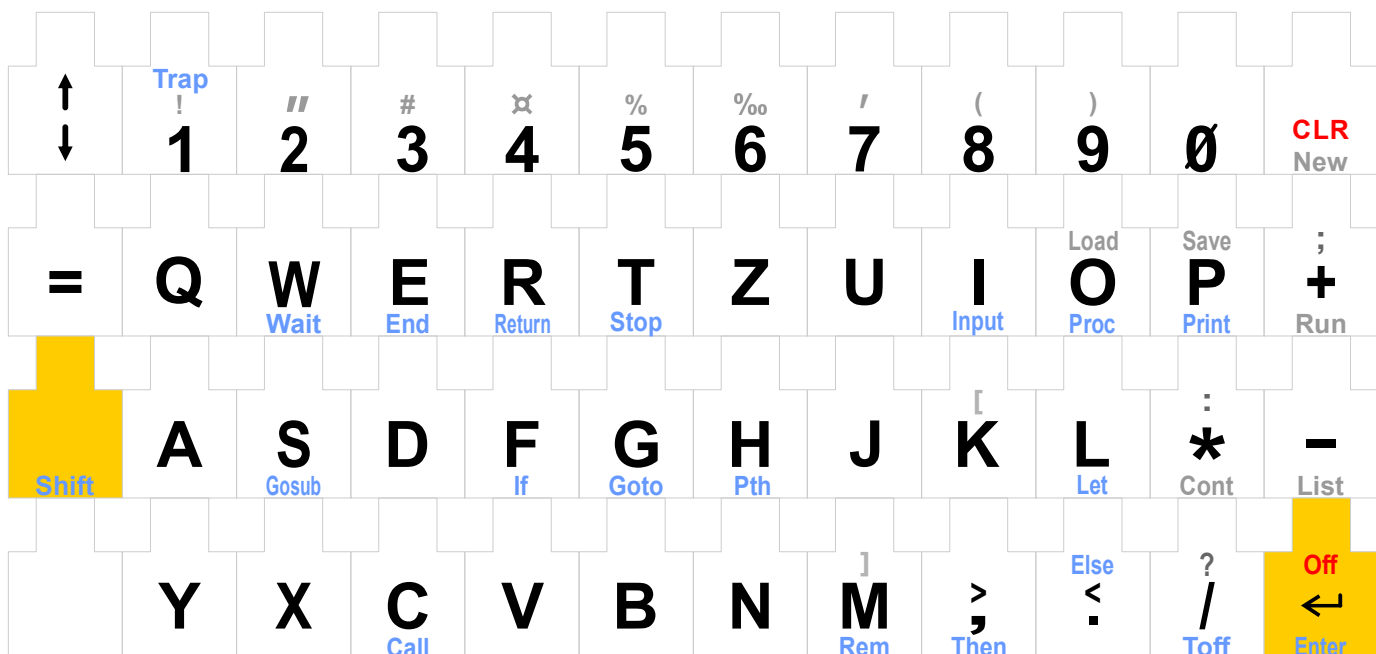 Trap
! " # ¤ % ‰ ' ( )
↑ ↓ 1 2 3 4 5 6 7 8 9 0 CLR
New
Load Save ;
= Q W E R T Z U I O P +
Wait End Return Stop Input Proc Print Run
[ :
A S D F G H J K L * -
Shift Gosub If Goto Pth Let Cont List
] Else ? Off
> <
Y X C V B N M , . / ↵
Call Rem Then Toff Enter